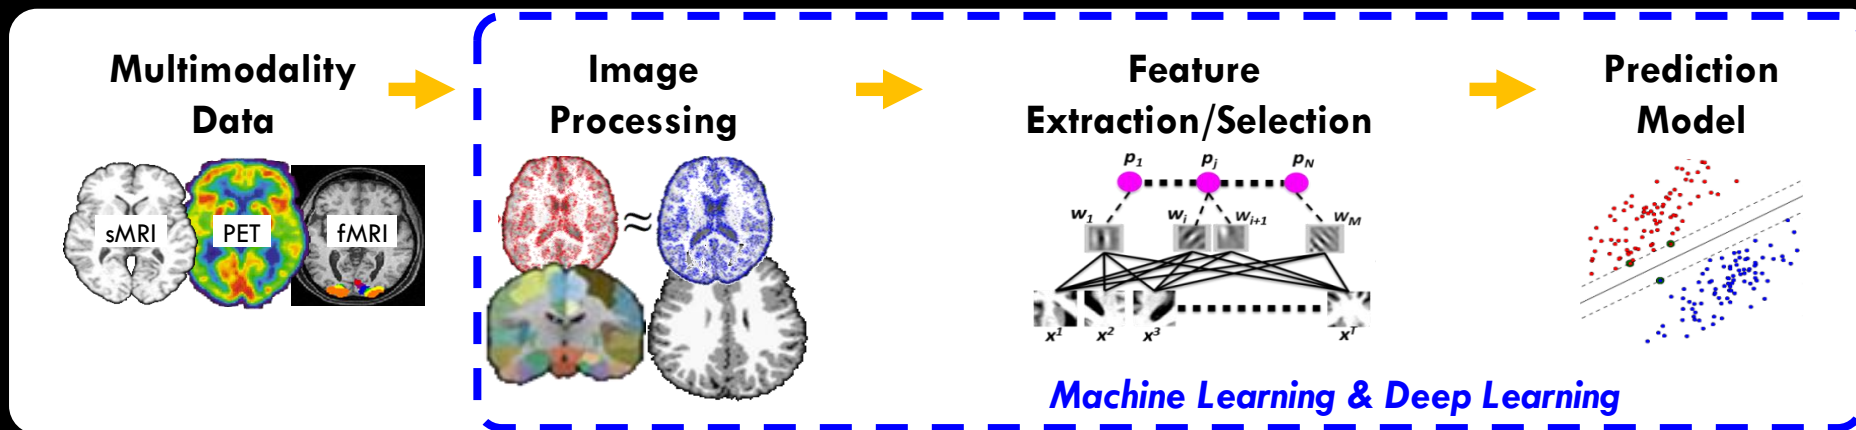 Multimodality
Data
Image
Processing
Feature
Extraction/Selection
Prediction
Model
sMRI
PET
fMRI
≈
p1
pj
pN
w1
wi
wi+1
wM
x1
x2
x3
xT
Machine Learning & Deep Learning